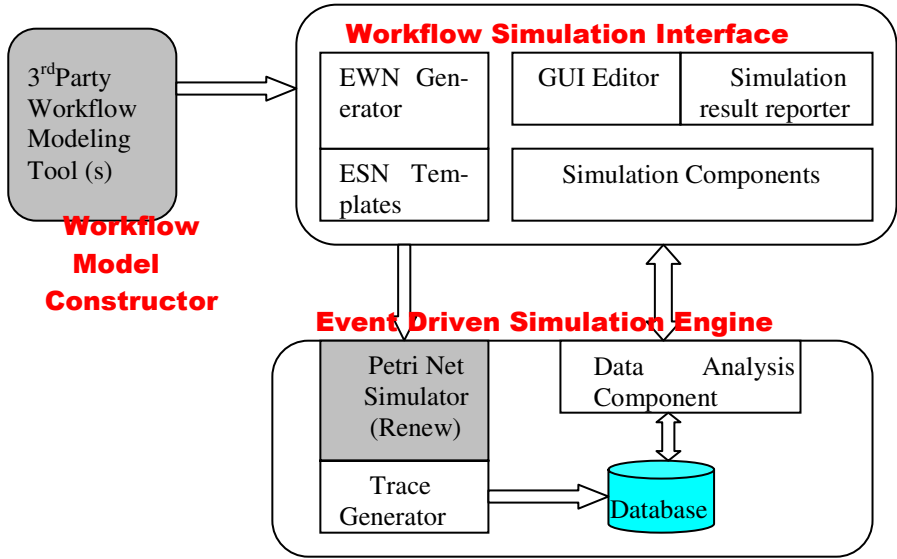 Workflow Simulation Interface
3rdParty
Workflow
Modeling
Tool (s)
Workflow
Model
Constructor
EWN Gen-
erator
ESN Tem-
plates
GUI Editor
Simulation
result reporter
Simulation Components
Event Driven Simulation Engine
Petri Net
Simulator
(Renew)
Trace
Generator
Data Analysis
Component
Database